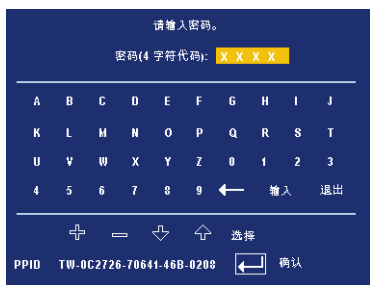 请输入密码。
密码(4 字符代码): X X X X
A B C D E F G H I J
K L M N O P Q R S T
U V W X Y Z 0 1 2 3
4 5 6 7 8 9 ← 输入 退出
选择
PPID TW-0C2726-70641-46B-0208 确认